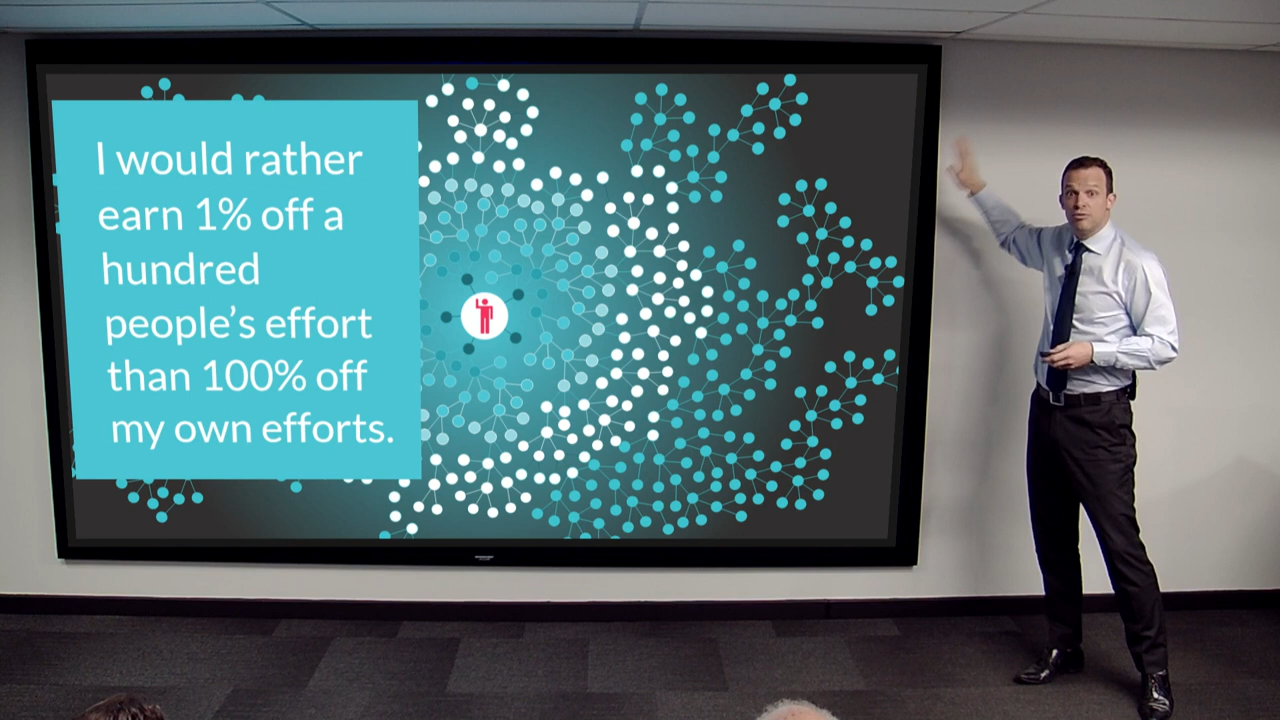 I would rather
earn 1% off a
hundred
people’s effort
than 100% off
my own efforts.